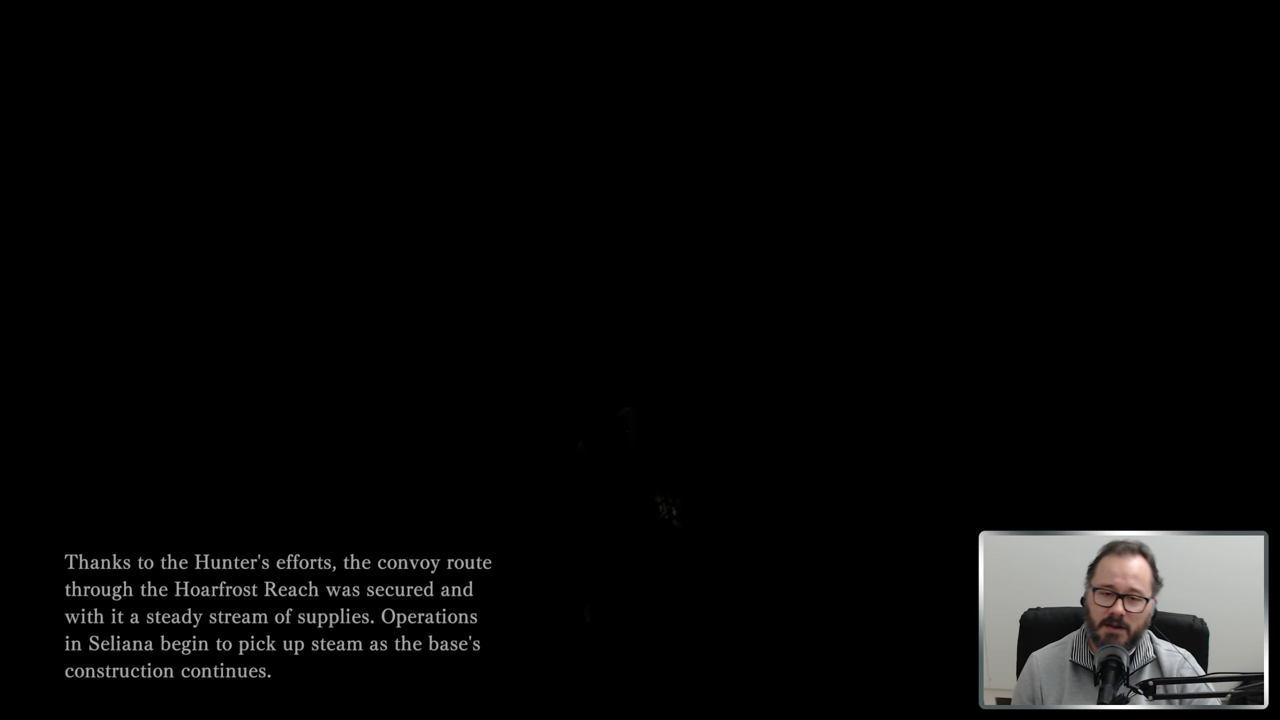 Thanks to the Hunter's efforts, the convoy route
through the Hoarfrost Reach was secured and
with it a steady stream of supplies. Operations
in Seliana begin to pick up steam as the base's
construction continues.